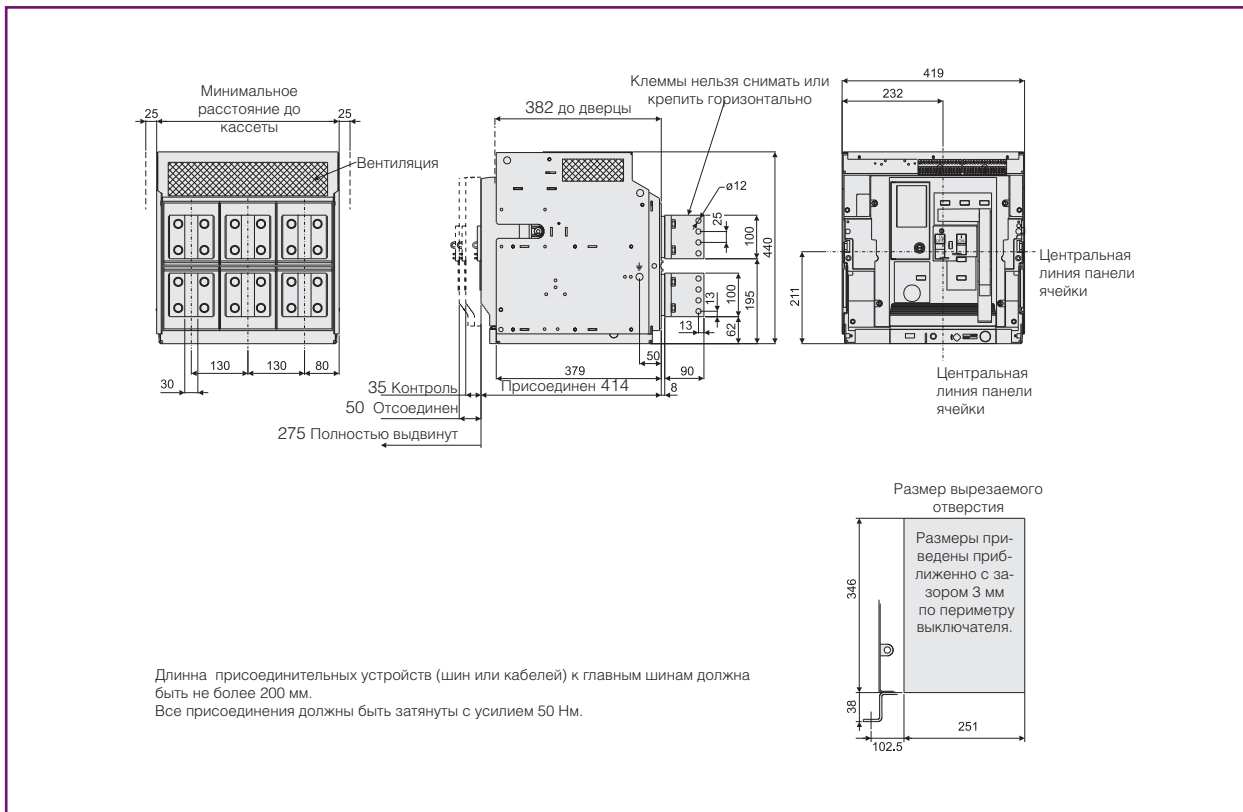 Минимальное
расстояние до
кассеты
25
25
Вентиляция
30
130
130
80
382 до дверцы
Клеммы нельзя снимать или
крепить горизонтально
ø12
25
100
440
100
195
13
13
62
50
379
90
35 Контроль
Присоединен 414
8
50 Отсоединен
275 Полностью выдвинут
419
232
211
Центральная
линия панели
ячейки
Центральная
линия панели
ячейки
Размер вырезаемого
отверстия
Размеры при-
ведены приб-
лиженно с за-
зором 3 мм
по периметру
выключателя.
346
38
102.5
251
Длинна присоединительных устройств (шин или кабелей) к главным шинам должна
быть не более 200 мм.
Все присоединения должны быть затянуты с усилием 50 Нм.